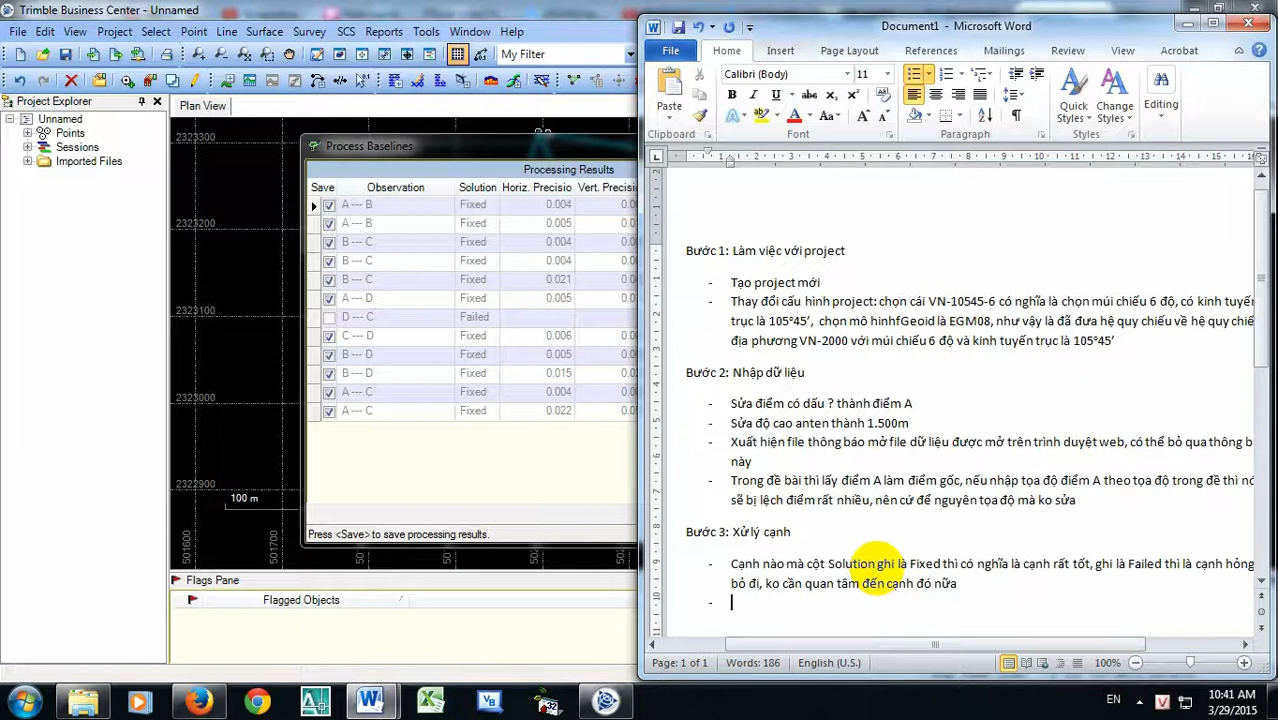 Trimble Business Center - Unnamed
File Edit View Project Select Point Line Surface Survey SCS Reports Tools Window Help
My Filter
Project Explorer
Unnamed
Points
Sessions
Imported Files
Plan View
2323300
2323200
2323100
2323000
2322900
100 m
501600
501700
Process Baselines
Processing Results
Save Observation Solution Horiz. Precisio Vert. Precisio
A --- B Fixed 0.004
A --- B Fixed 0.005
B --- C Fixed 0.004
B --- C Fixed 0.004
B --- C Fixed 0.021
A --- D Fixed 0.005
D --- C Failed
C --- D Fixed 0.006
B --- D Fixed 0.005
B --- D Fixed 0.015
A --- C Fixed 0.004
A --- C Fixed 0.022
Press <Save> to save processing results.
Flags Pane
Flagged Objects
Document1 - Microsoft Word
File Home Insert Page Layout References Mailings Review View Acrobat
Calibri (Body) 11
Paste
Quick Styles
Change Styles
Editing
Clipboard Font Paragraph Styles
Bước 1: Làm việc với project
- Tạo project mới
- Thay đổi cấu hình project: chọn cái VN-10545-6 có nghĩa là chọn múi chiếu 6 độ, có kinh tuyến
trục là 105°45’, chọn mô hìnhfGeoid là EGM08, như vậy là đã đưa hệ quy chiếu về hệ quy chiếu
địa phương VN-2000 với múi chiếu 6 độ và kinh tuyến trục là 105°45’
Bước 2: Nhập dữ liệu
- Sửa điểm có dấu ? thành điểm A
- Sửa độ cao anten thành 1.500m
- Xuất hiện file thông báo mở file dữ liệu được mở trên trình duyệt web, có thể bỏ qua thông b
này
- Trong đề bài thì lấy điểm A làm điểm gốc, nếu nhập tọa độ điểm A theo tọa độ trong đề thì nó
sẽ bị lệch điểm rất nhiều, nên cứ để nguyên tọa độ mà ko sửa
Bước 3: Xử lý cạnh
- Cạnh nào mà cột Solution ghi là Fixed thì có nghĩa là cạnh rất tốt, ghi là Failed thì là cạnh hỏng
bỏ đi, ko cần quan tâm đến cạnh đó nữa
-
Page: 1 of 1 Words: 186 English (U.S.) 100%
EN
10:41 AM
3/29/2015